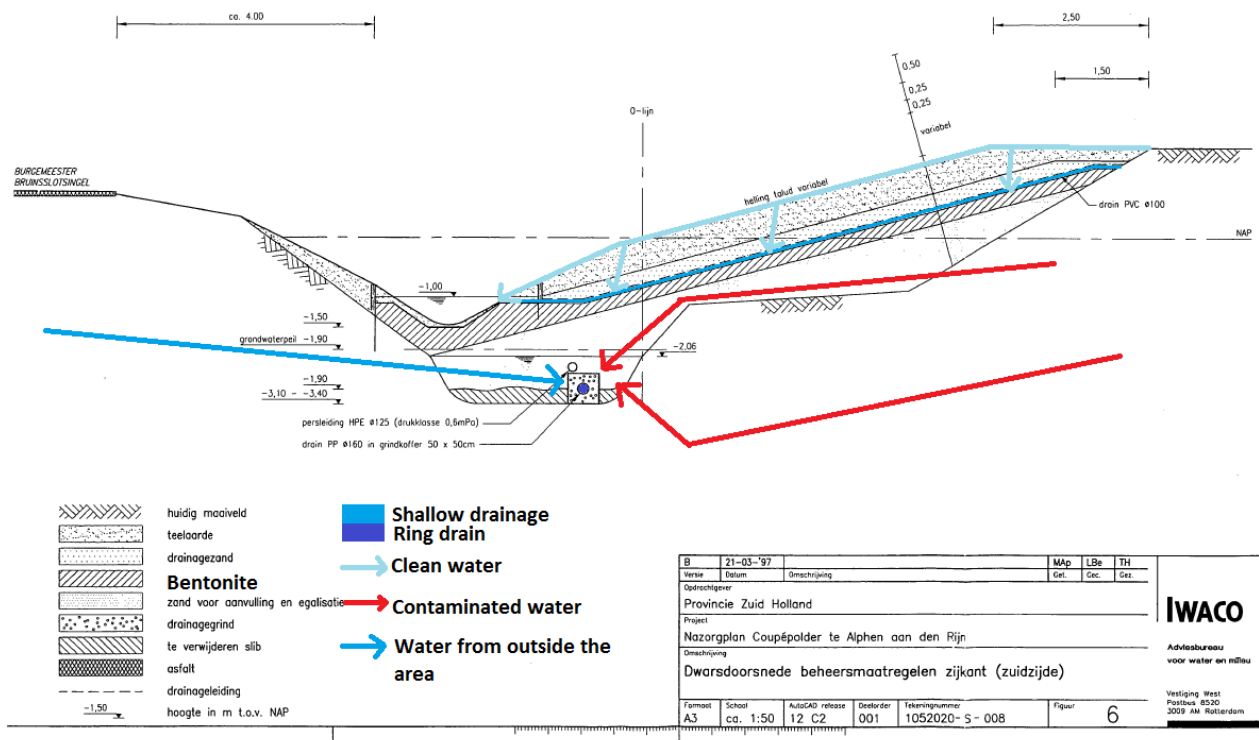 ca. 4.00
2,50
1,50
0,50
0,25
0,25
variabel
0-lijn
BURGEMEESTER
BRUINSSLOTSINGEL
helling talud variabel
drain PVC ø100
NAP
-1,00
-1,50
grondwaterpeil -1,90
-2,06
-1,90
-3,10 - -3,40
persleiding HPE ø125 (drukklasse 0,6mPa)
drain PP ø160 in grindkoffer 50 x 50cm
huidig maaiveld
teelaarde
drainagezand
Bentonite
zand voor aanvulling en egalisatie
drainagegrind
te verwijderen slib
asfalt
drainageleiding
-1,50 hoogte in m t.o.v. NAP
Shallow drainage
Ring drain
Clean water
Contaminated water
Water from outside the
area
B 21-03-'97 MAp LBe TH
Versie Datum Omschrijving Get. Gec. Gez.
Opdrachtgever
Provincie Zuid Holland
Project
Nazorgplan Coupépolder te Alphen aan den Rijn
Omschrijving
Dwarsdoorsnede beheersmaatregelen zijkant (zuidzijde)
Formaat Schaal AutoCAD release Deelorder Tekeningnummer Figuur
A3 ca. 1:50 12 C2 001 1052020-S-008 6
IWACO
Adviesbureau
voor water en milieu
Vestiging West
Postbus 8520
3009 AM Rotterdam